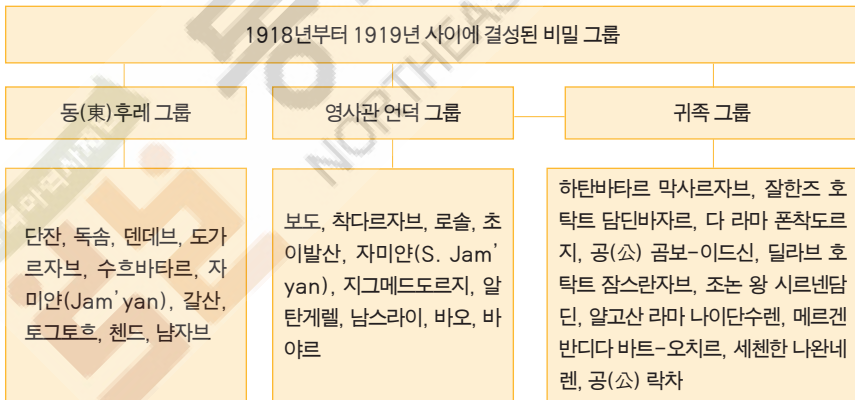 1918년부터 1919년 사이에 결성된 비밀 그룹
동(東)후레 그룹
영사관 언덕 그룹
귀족 그룹
단잔, 독솜, 덴데브, 도가
르자브, 수흐바타르, 자
미얀(Jam'yan), 갈산,
토그토흐, 첸드, 냠자브
보도, 착다르자브, 로솔, 초
이발산, 자미얀(S. Jam'
yan), 지그메드도르지, 알
탄게렐, 남스라이, 바오, 바
야르
하탄바타르 막사르자브, 잘한즈 호
탁트 담딘바자르, 다 라마 폰착도르
지, 공(公) 곰보-이드신, 딜라브 호
탁트 잠스란자브, 조논 왕 시르넨담
딘, 얄고산 라마 나이단수렌, 메르겐
반디다 바트-오치르, 세첸한 나완네
렌, 공(公) 락차